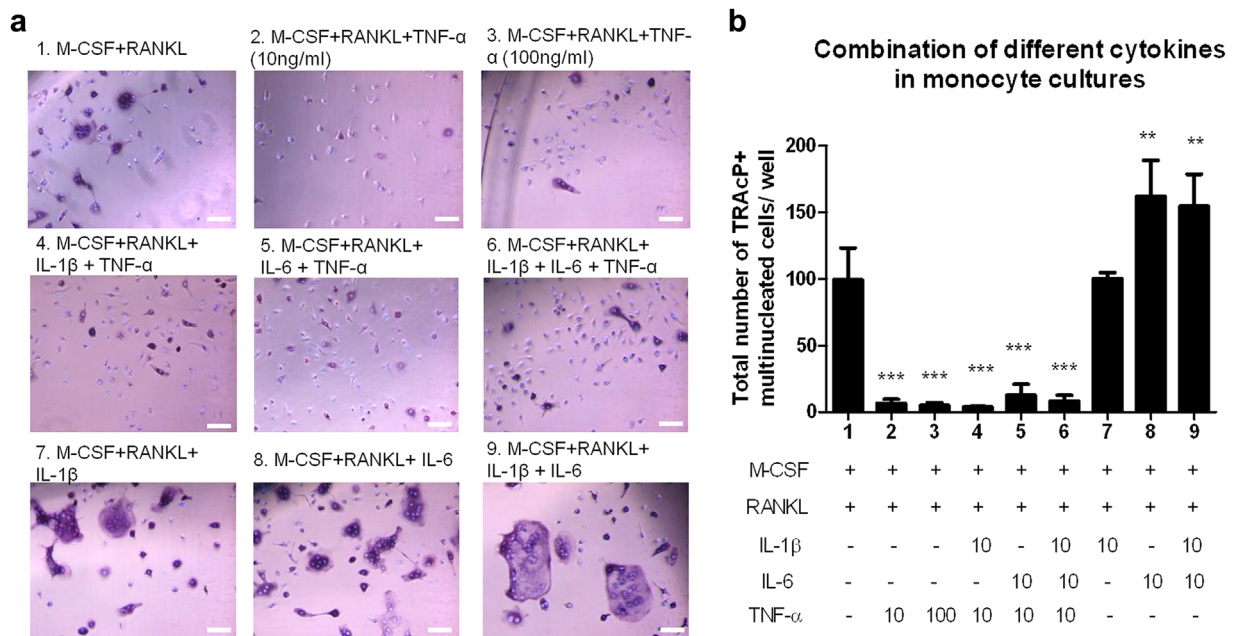 a
1. M-CSF+RANKL
2. M-CSF+RANKL+TNF-α
(10ng/ml)
3. M-CSF+RANKL+TNF-
α (100ng/ml)
4. M-CSF+RANKL+
IL-1β + TNF-α
5. M-CSF+RANKL+
IL-6 + TNF-α
6. M-CSF+RANKL+
IL-1β + IL-6 + TNF-α
7. M-CSF+RANKL+
IL-1β
8. M-CSF+RANKL+ IL-6
9. M-CSF+RANKL+
IL-1β + IL-6
b
Combination of different cytokines
in monocyte cultures
Total number of TRAcP+
multinucleated cells/ well
200
150
100
50
0
*** *** *** *** *** ** **
1 2 3 4 5 6 7 8 9
M-CSF + + + + + + + + +
RANKL + + + + + + + + +
IL-1β - - - 10 - 10 10 - 10
IL-6 - - - - 10 10 - 10 10
TNF-α - 10 100 10 10 10 - - -